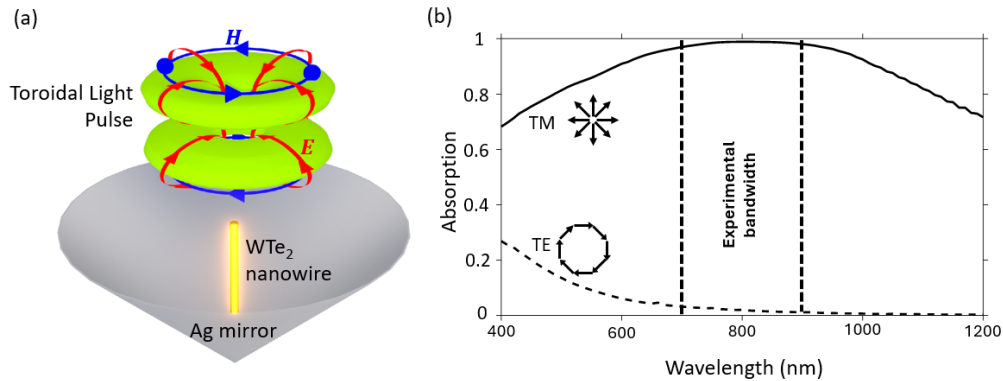 (a)
H
Toroidal Light
Pulse
E
WTe₂
nanowire
Ag mirror
(b)
Absorption
1
0.8
0.6
0.4
0.2
0
TM
TE
Experimental
bandwidth
400
600
800
1000
1200
Wavelength (nm)